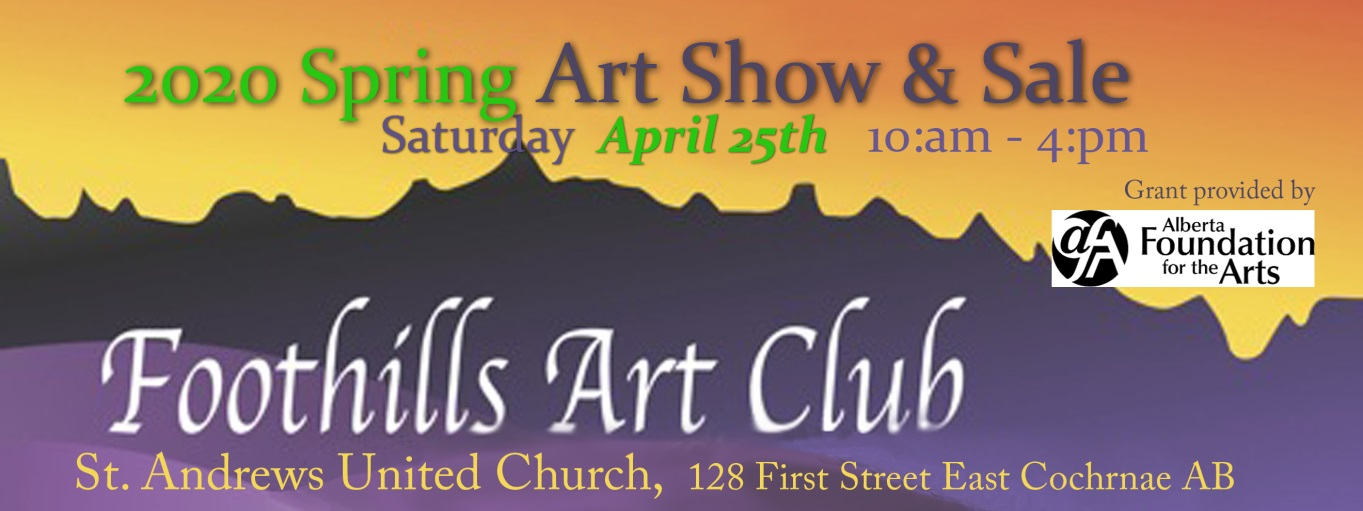 2020 Spring Art Show & Sale
Saturday April 25th 10:am - 4:pm
Grant provided by
afA
Alberta
Foundation
for the Arts
Foothills Art Club
St. Andrews United Church, 128 First Street East Cochrnae AB